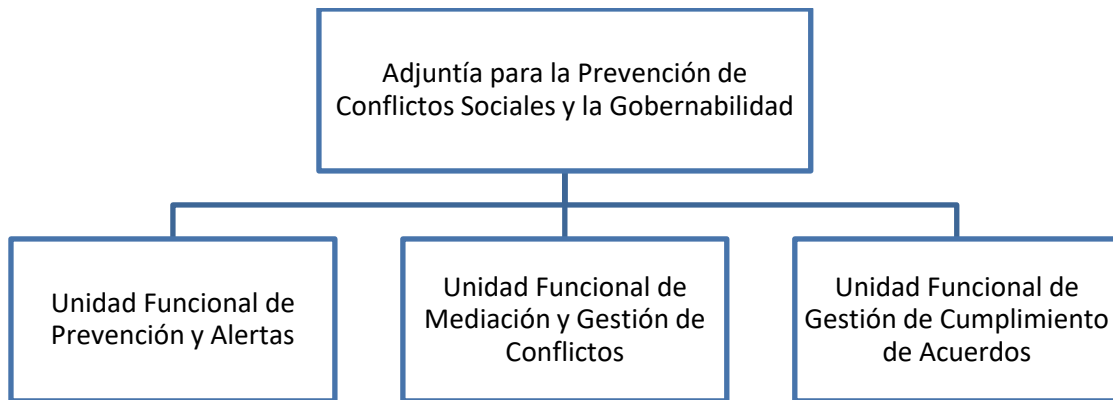 Adjuntía para la Prevención de
Conflictos Sociales y la Gobernabilidad
Unidad Funcional de
Prevención y Alertas
Unidad Funcional de
Mediación y Gestión de
Conflictos
Unidad Funcional de
Gestión de Cumplimiento
de Acuerdos